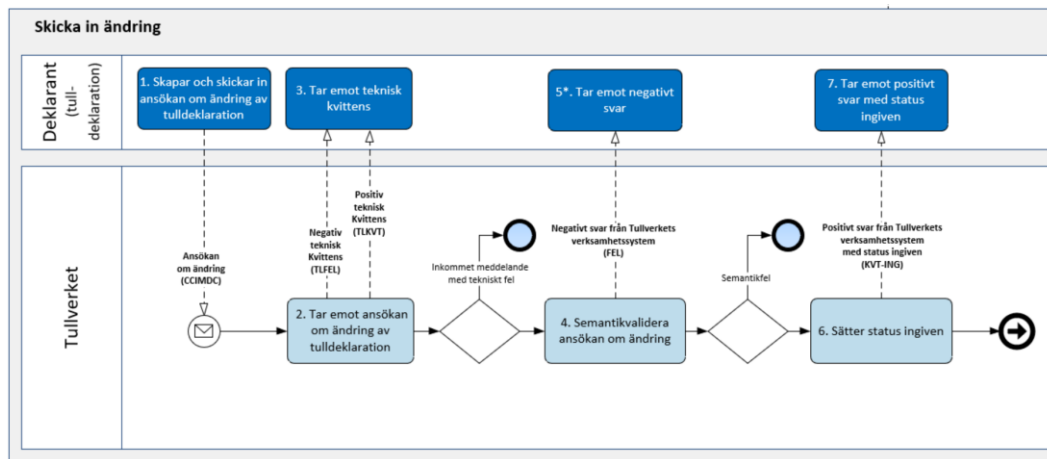 Skicka in ändring
Deklarant
(tull-
deklaration)
1. Skapar och skickar in
ansökan om ändring av
tulldeklaration
3. Tar emot teknisk
kvittens
5*. Tar emot negativt
svar
7. Tar emot positivt
svar med status
ingiven
Tullverket
Ansökan
om ändring
(CCIMDC)
Negativ
teknisk
Kvittens
(TLFEL)
Positiv
teknisk
Kvittens
(TLKVT)
Inkommet meddelande
med tekniskt fel
Negativt svar från Tullverkets
verksamhetssystem
(FEL)
Semantikfel
Positivt svar från Tullverkets
verksamhetssystem
med status ingiven
(KVT-ING)
2. Tar emot ansökan
om ändring av
tulldeklaration
4. Semantikvalidera
ansökan om ändring
6. Sätter status ingiven